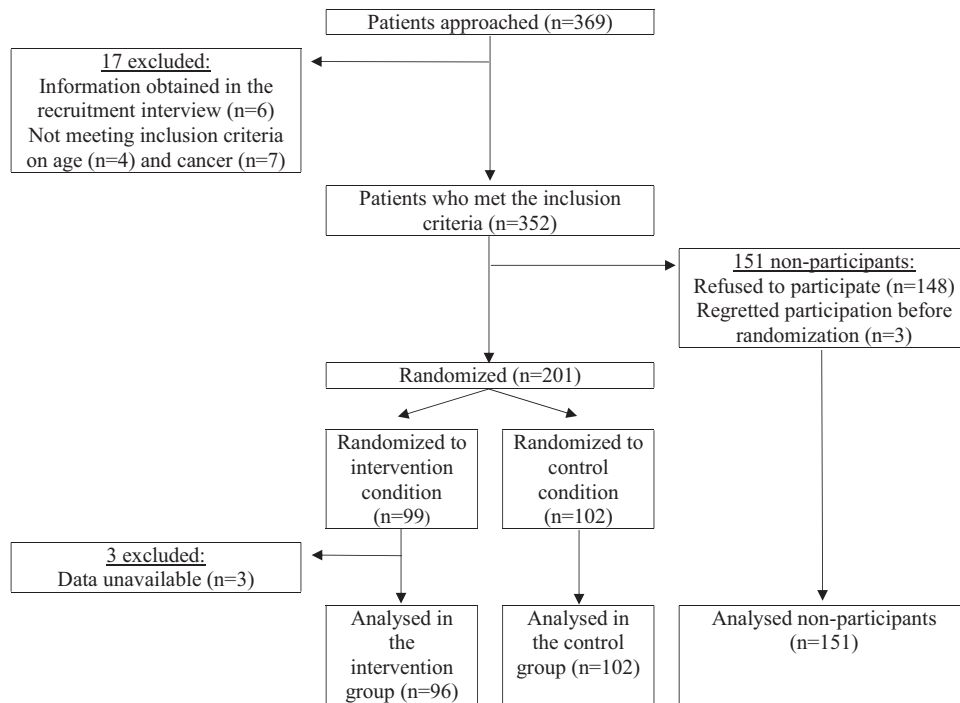 Patients approached (n=369)
17 excluded:
Information obtained in the
recruitment interview (n=6)
Not meeting inclusion criteria
on age (n=4) and cancer (n=7)
Patients who met the inclusion
criteria (n=352)
151 non-participants:
Refused to participate (n=148)
Regretted participation before
randomization (n=3)
Randomized (n=201)
Randomized to
intervention
condition
(n=99)
Randomized to
control
condition
(n=102)
3 excluded:
Data unavailable (n=3)
Analysed in
the
intervention
group (n=96)
Analysed in
the control
group (n=102)
Analysed non-participants
(n=151)